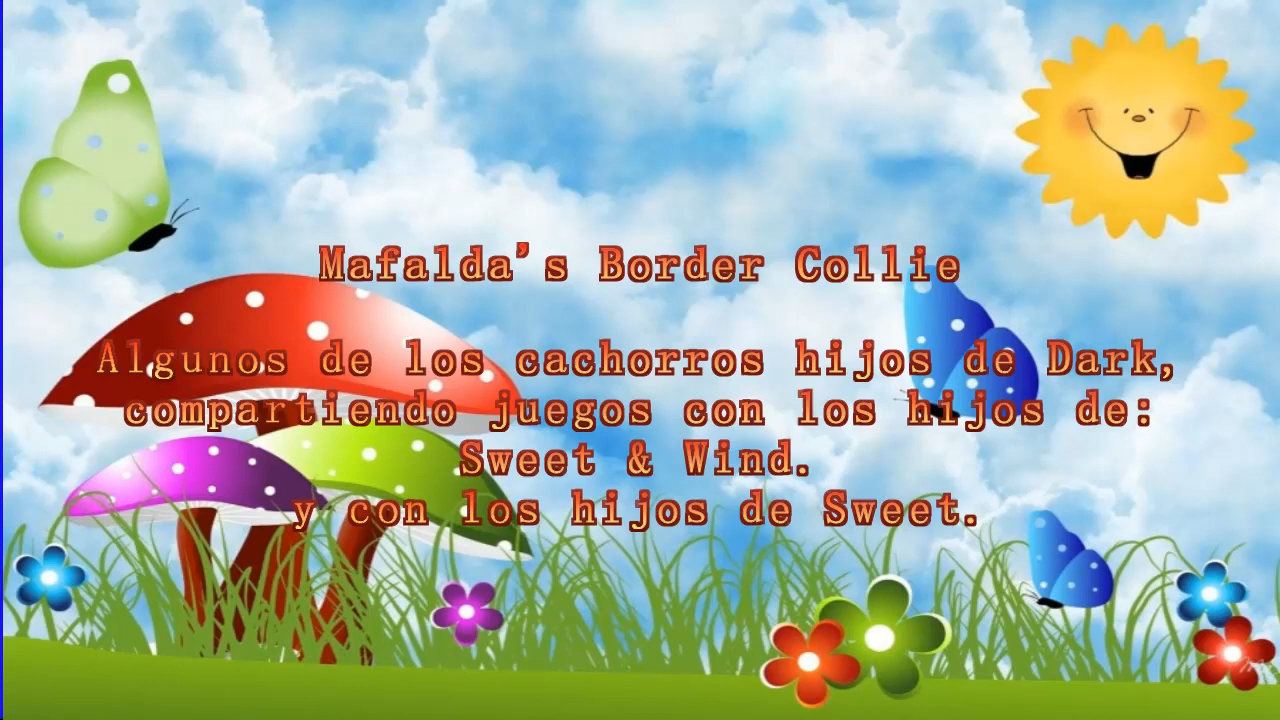 Mafalda's Border Collie
Algunos de los cachorros hijos de Dark,
compartiendo juegos con los hijos de:
Sweet & Wind.
y con los hijos de Sweet.